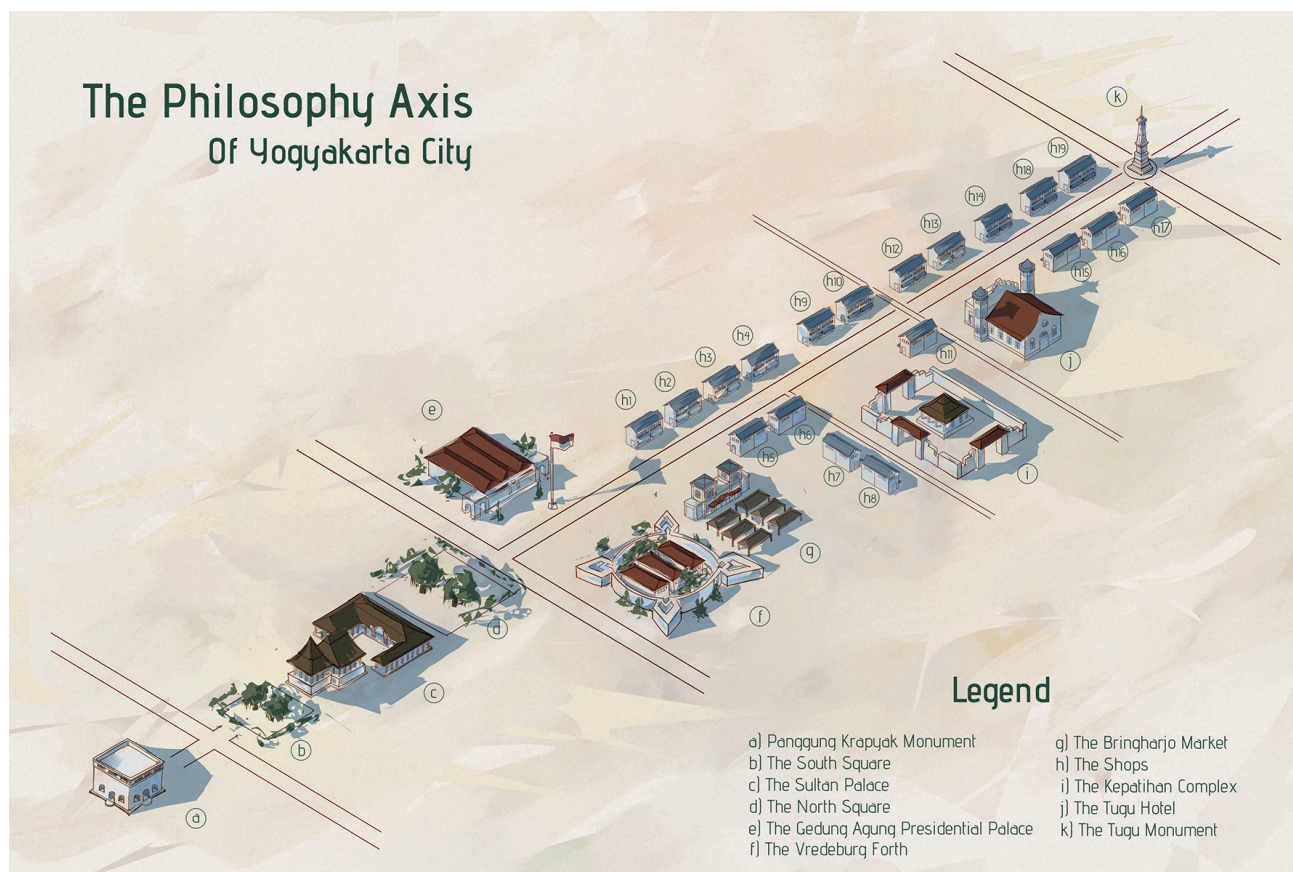 The Philosophy Axis
Of Yogyakarta City
k
h19
h18
h14
h17
h13
h16
h12
h15
h10
h9
h11
j
h4
h3
h2
h1
e
h6
h5
h7
i
h8
g
f
d
c
b
a
Legend
a) Panggung Krapyak Monument
b) The South Square
c) The Sultan Palace
d) The North Square
e) The Gedung Agung Presidential Palace
f) The Vredeburg Forth
g) The Bringharjo Market
h) The Shops
i) The Kepatihan Complex
j) The Tugu Hotel
k) The Tugu Monument